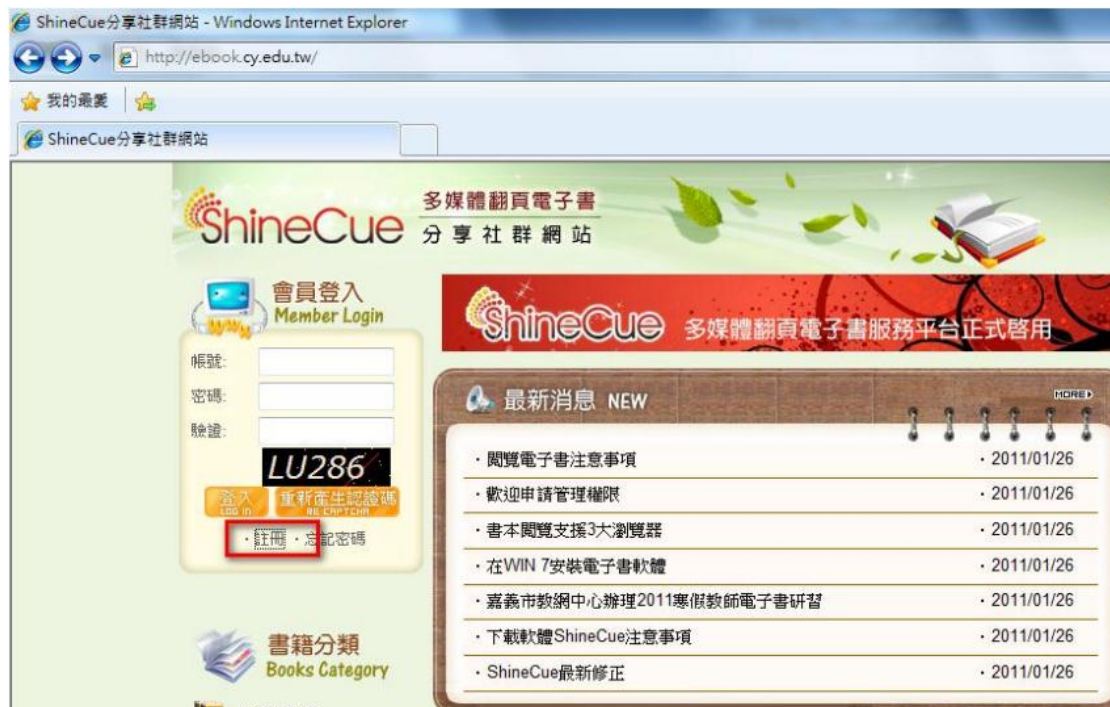 ShineCue分享社群網站 - Windows Internet Explorer
http://ebook.cy.edu.tw/
我的最愛
ShineCue分享社群網站
ShineCue 多媒體翻頁電子書
分享社群網站
會員登入
Member Login
ShineCue 多媒體翻頁電子書服務平台正式啓用
帳號:
密碼:
驗證:
LU286
登入 重新產生認證碼
LOG IN RE CAPTCHA
・註冊・忘記密碼
最新消息 NEW
MORE
・閱覽電子書注意事項 ・2011/01/26
・歡迎申請管理權限 ・2011/01/26
・書本閱覽支援3大瀏覽器 ・2011/01/26
・在WIN 7安裝電子書軟體 ・2011/01/26
・嘉義市教網中心辦理2011寒假教師電子書研習 ・2011/01/26
・下載軟體ShineCue注意事項 ・2011/01/26
・ShineCue最新修正 ・2011/01/26
書籍分類
Books Category